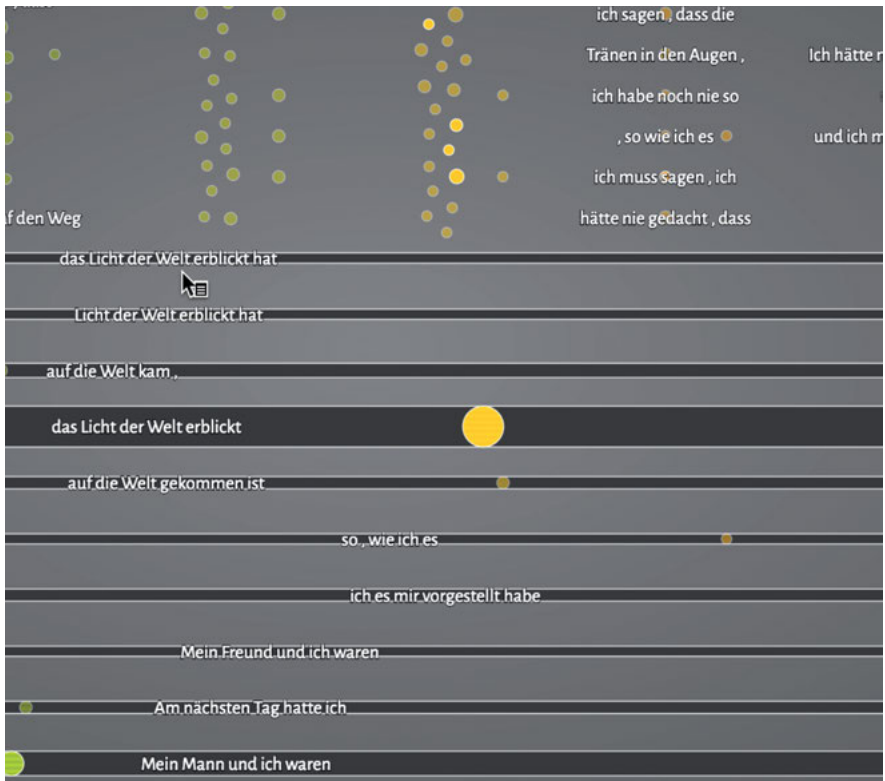 ich sagen , dass die
Tränen in den Augen ,
Ich hätte
ich habe noch nie so
, so wie ich es
und ich
ich muss sagen , ich
den Weg
hätte nie gedacht , dass
das Licht der Welt erblickt hat
Licht der Welt erblickt hat
auf die Welt kam ,
das Licht der Welt erblickt
auf die Welt gekommen ist
so , wie ich es
ich es mir vorgestellt habe
Mein Freund und ich waren
Am nächsten Tag hatte ich
Mein Mann und ich waren